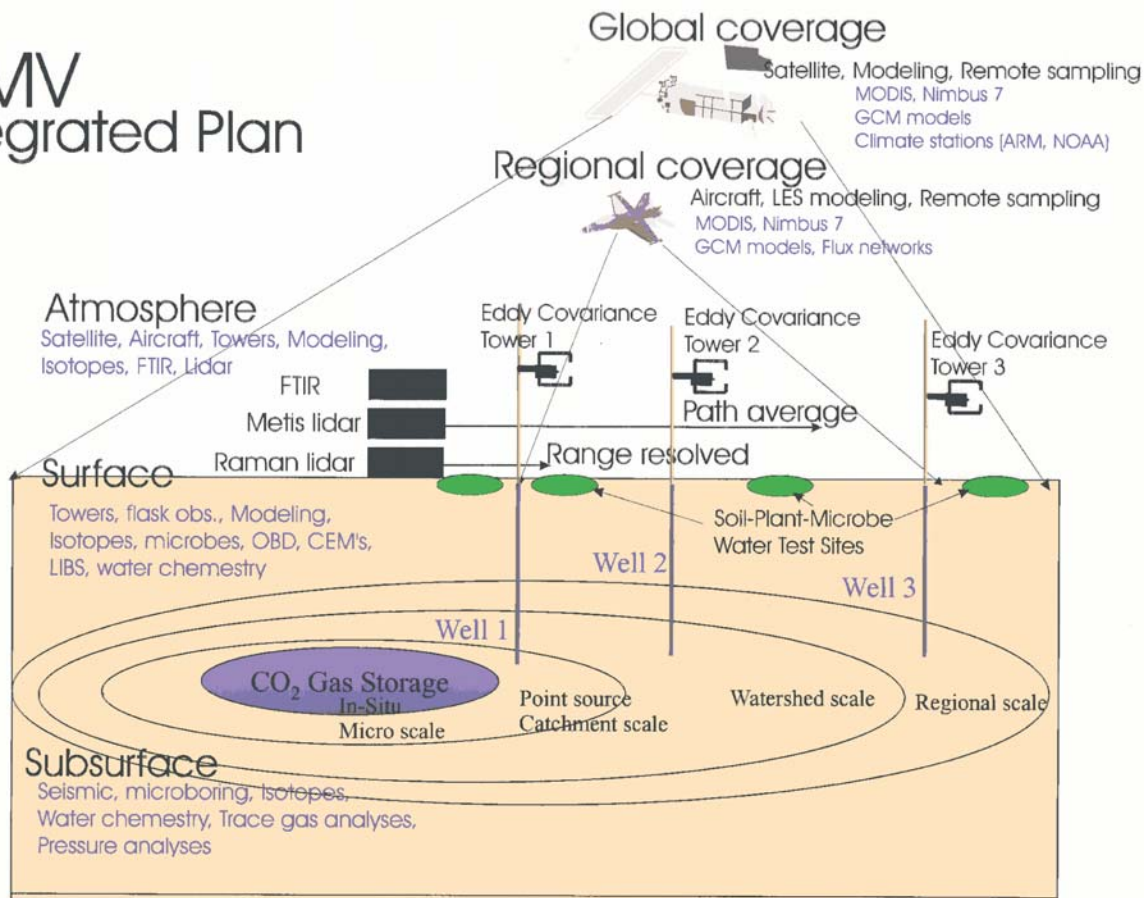 MV
egrated Plan
Global coverage
Satellite, Modeling, Remote sampling
MODIS, Nimbus 7
GCM models
Climate stations (ARM, NOAA)
Regional coverage
Aircraft, LES modeling, Remote sampling
MODIS, Nimbus 7
GCM models, Flux networks
Atmosphere
Satellite, Aircraft, Towers, Modeling,
Isotopes, FTIR, Lidar
Eddy Covariance
Tower 1
Eddy Covariance
Tower 2
Eddy Covariance
Tower 3
FTIR
Metis lidar
Path average
Raman lidar
Range resolved
Surface
Towers, flask obs., Modeling,
Isotopes, microbes, OBD, CEM's,
LIBS, water chemestry
Soil-Plant-Microbe
Water Test Sites
Well 1
Well 2
Well 3
CO₂ Gas Storage
In-Situ
Micro scale
Point source
Catchment scale
Watershed scale
Regional scale
Subsurface
Seismic, microboring, Isotopes,
Water chemestry, Trace gas analyses,
Pressure analyses